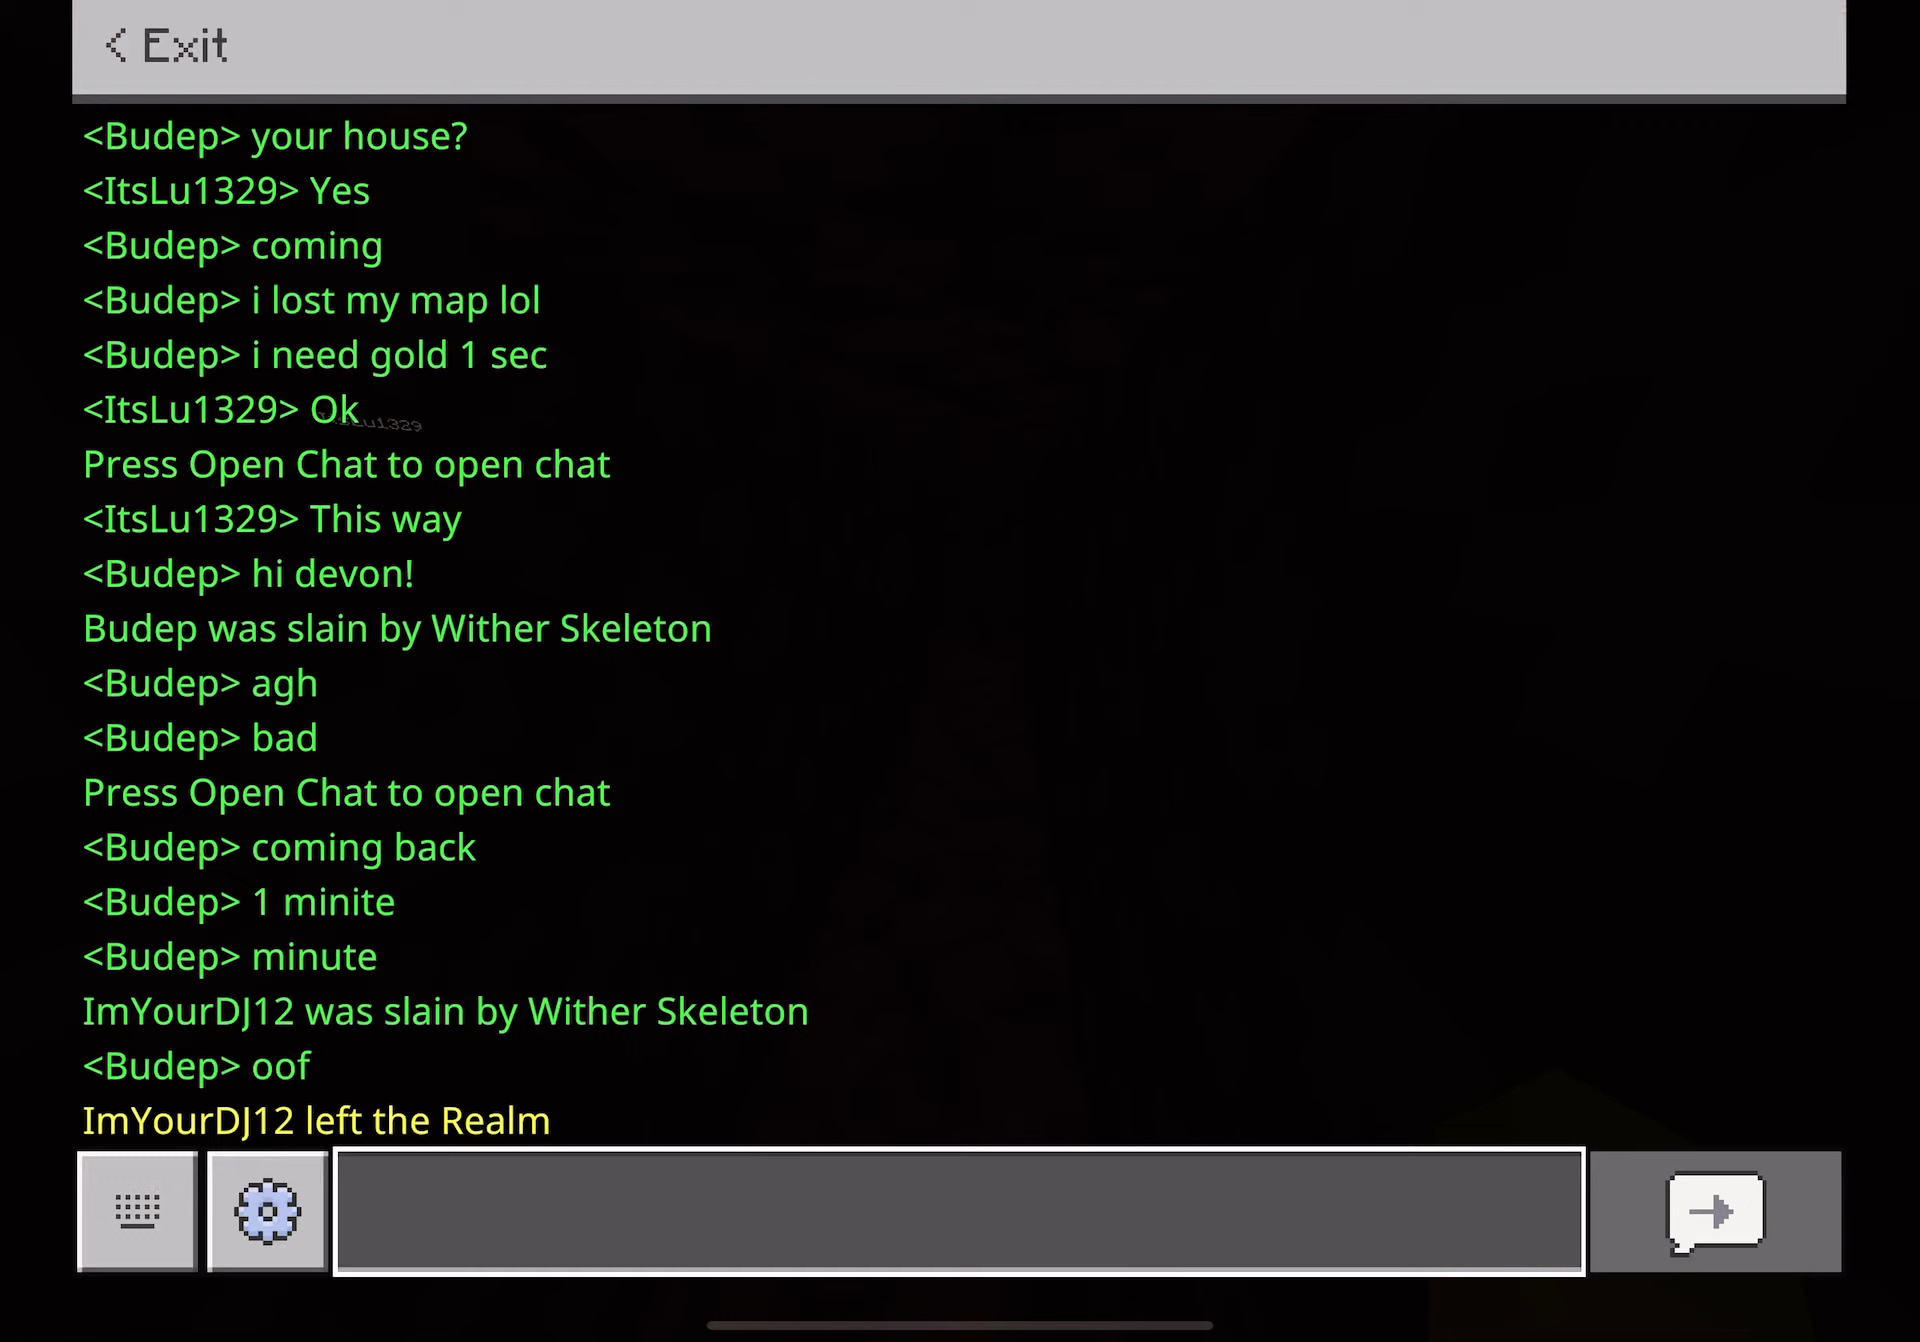 < Exit
<Budep> your house?
<ItsLu1329> Yes
<Budep> coming
<Budep> i lost my map lol
<Budep> i need gold 1 sec
<ItsLu1329> Ok
ItsLu1329
Press Open Chat to open chat
<ItsLu1329> This way
<Budep> hi devon!
Budep was slain by Wither Skeleton
<Budep> agh
<Budep> bad
Press Open Chat to open chat
<Budep> coming back
<Budep> 1 minite
<Budep> minute
ImYourDJ12 was slain by Wither Skeleton
<Budep> oof
ImYourDJ12 left the Realm